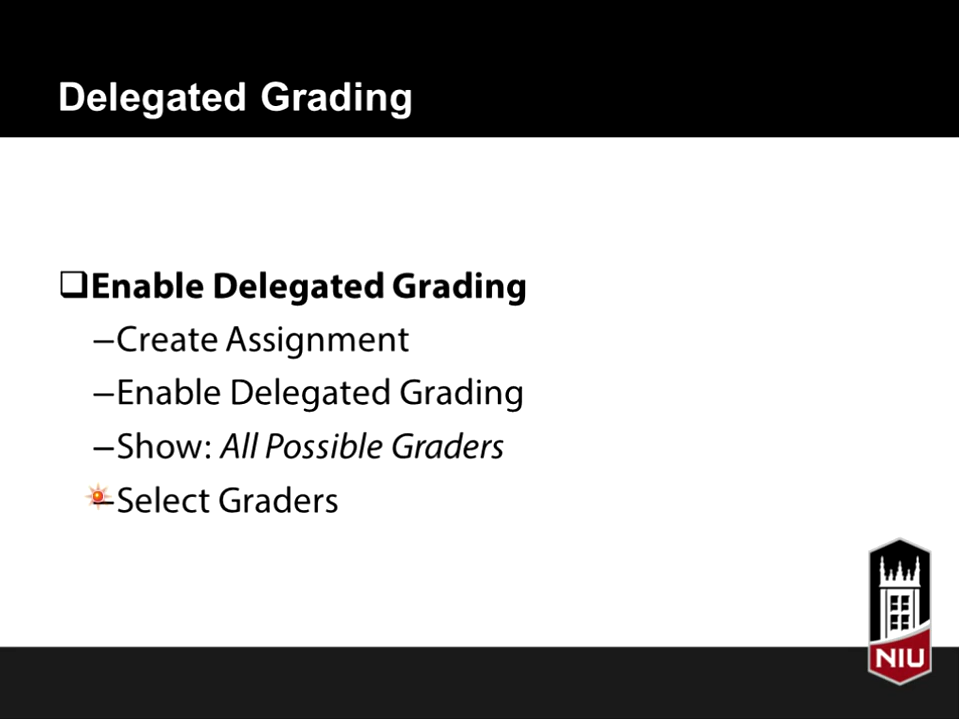 Delegated Grading
❑Enable Delegated Grading
–Create Assignment
–Enable Delegated Grading
–Show: All Possible Graders
–Select Graders
NIU